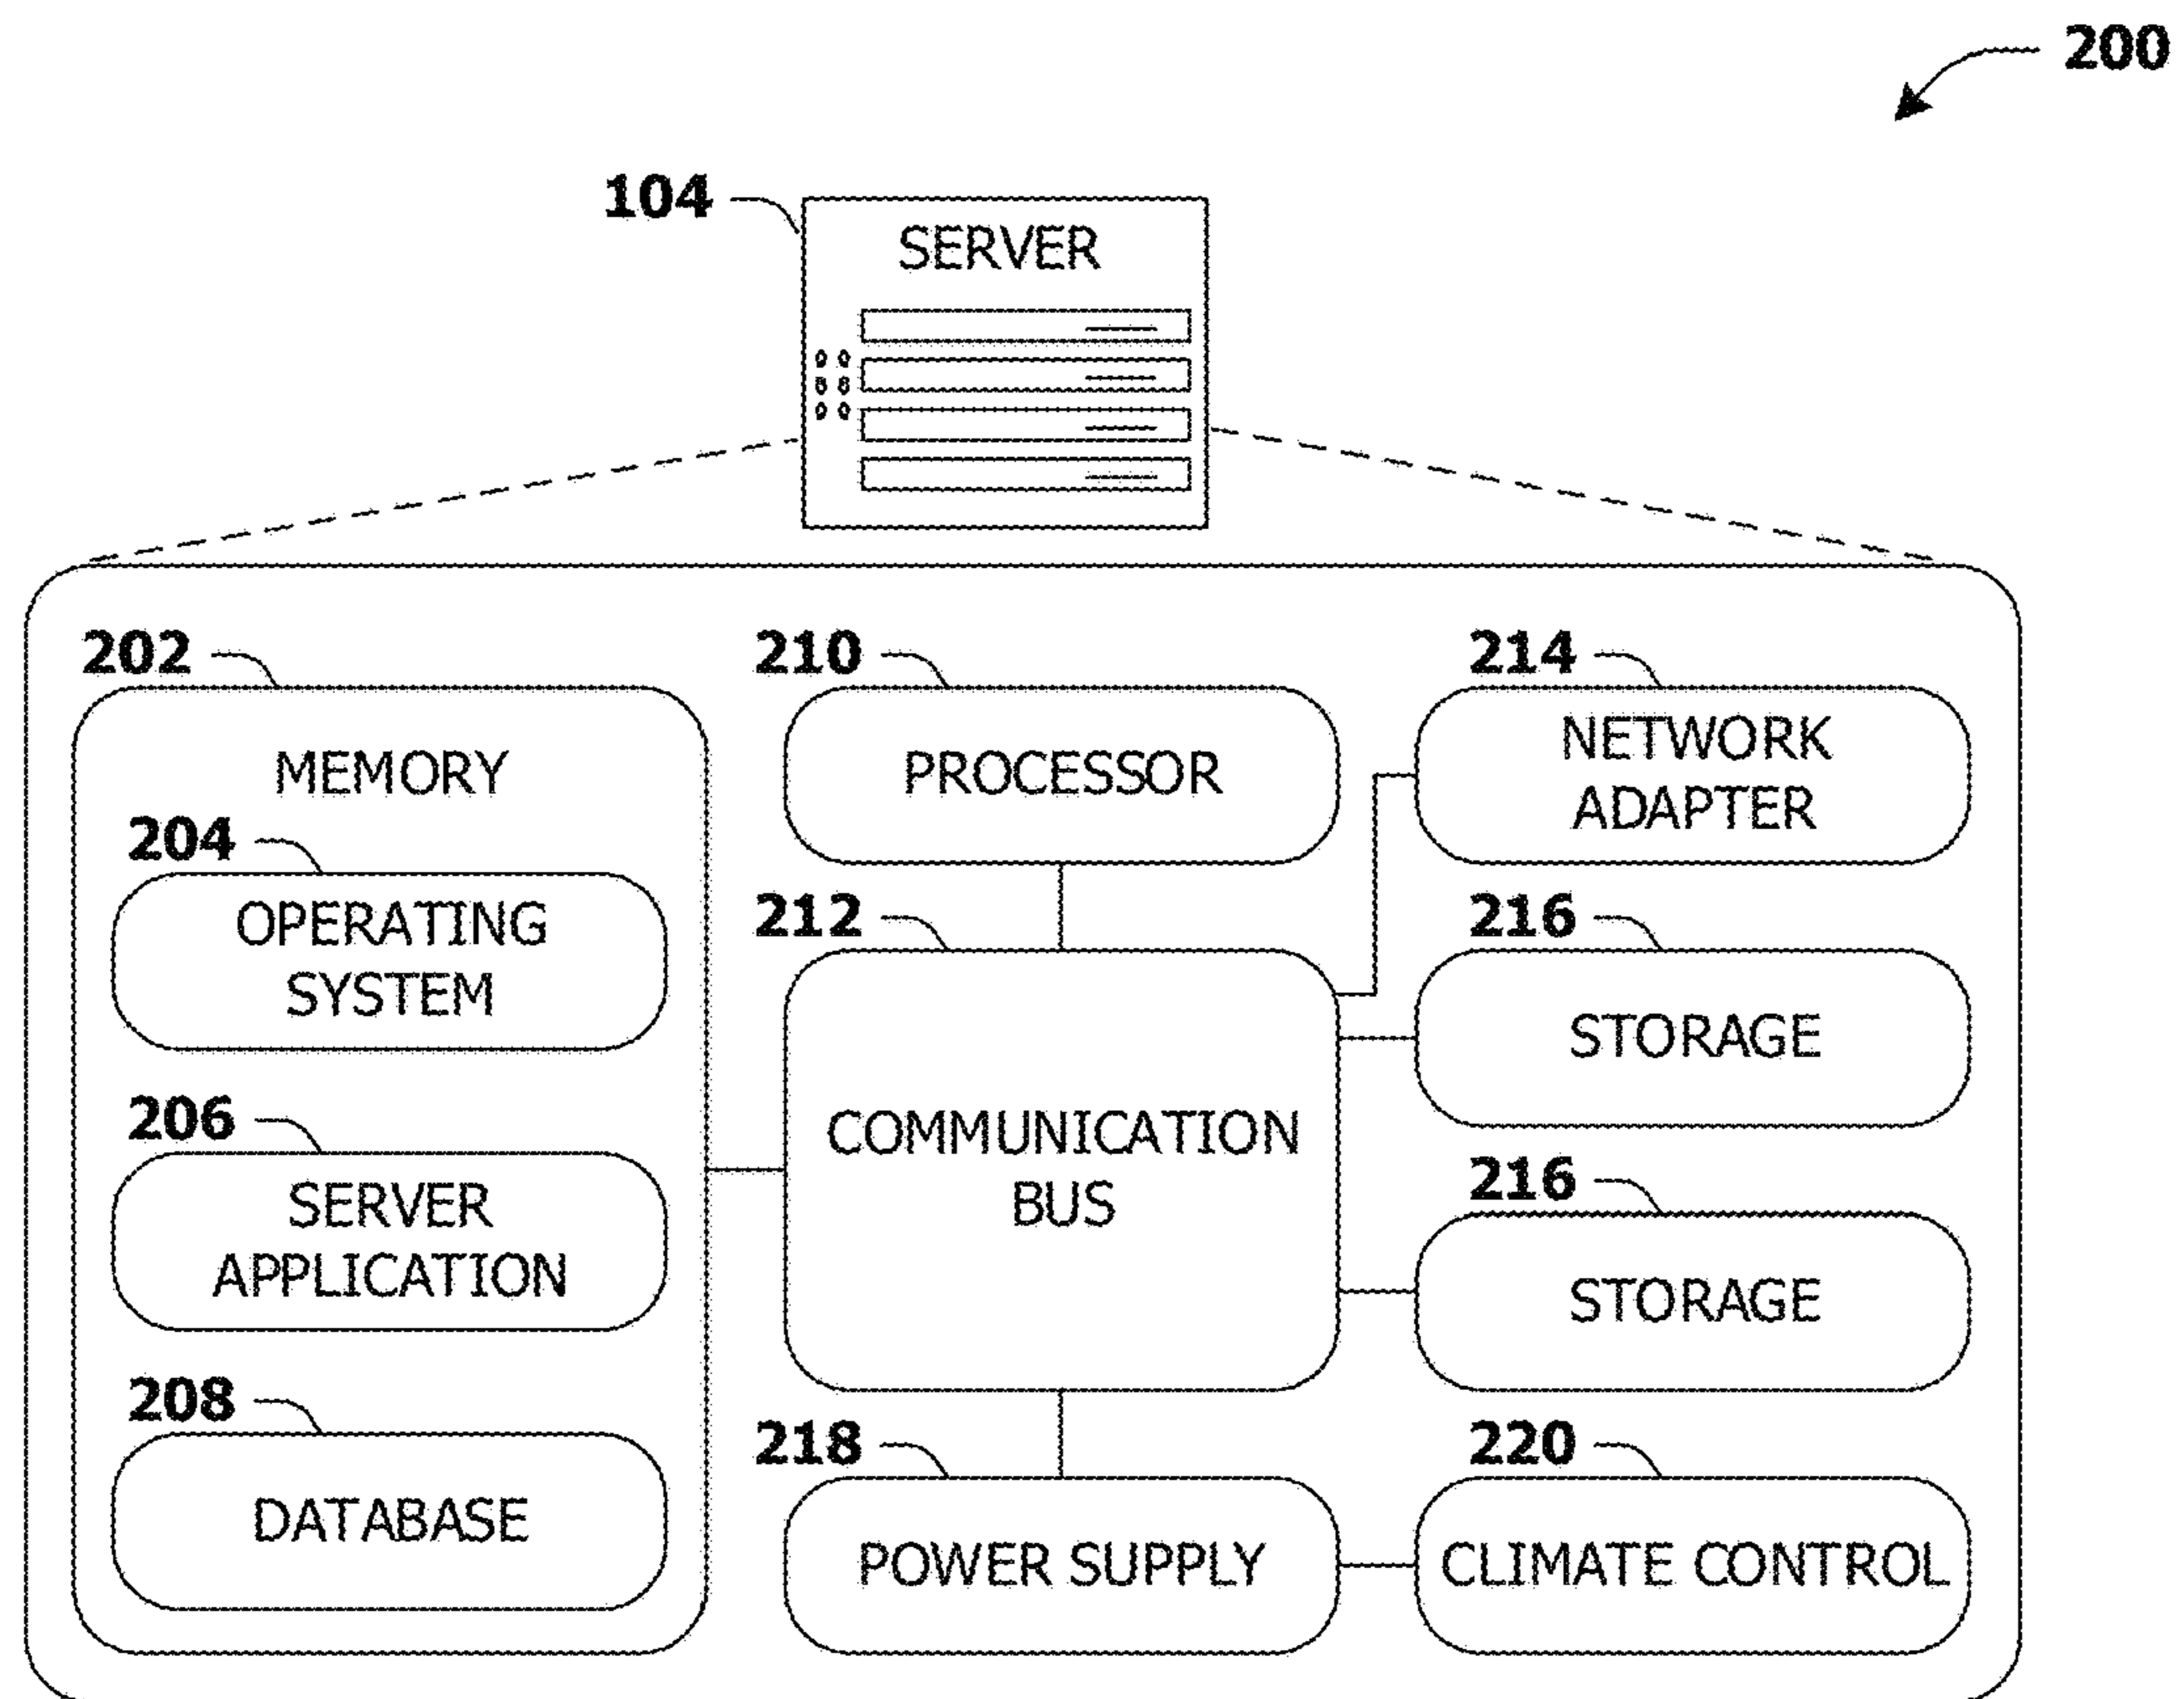 200
104
SERVER
202
MEMORY
204
OPERATING
SYSTEM
206
SERVER
APPLICATION
208
DATABASE
210
PROCESSOR
212
COMMUNICATION
BUS
214
NETWORK
ADAPTER
216
STORAGE
216
STORAGE
218
POWER SUPPLY
220
CLIMATE CONTROL